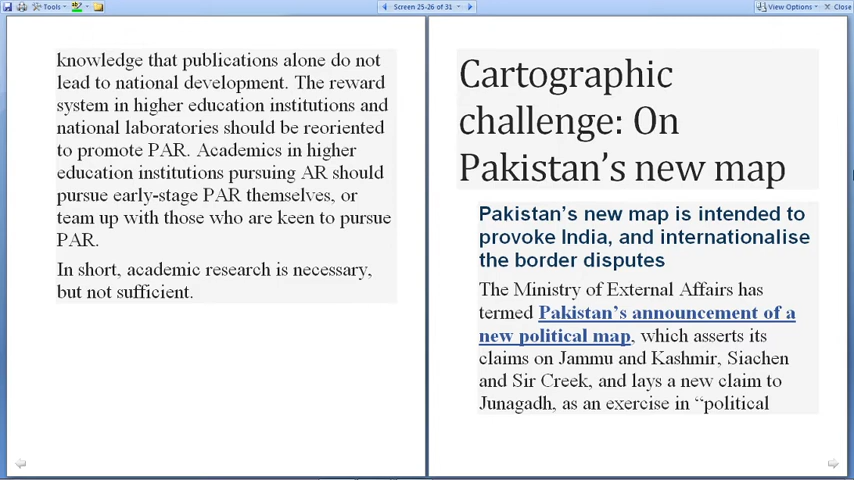 Tools
Screen 25-26 of 31
View Options
Close
knowledge that publications alone do not
lead to national development. The reward
system in higher education institutions and
national laboratories should be reoriented
to promote PAR. Academics in higher
education institutions pursuing AR should
pursue early-stage PAR themselves, or
team up with those who are keen to pursue
PAR.
In short, academic research is necessary,
but not sufficient.
Cartographic
challenge: On
Pakistan’s new map
Pakistan’s new map is intended to
provoke India, and internationalise
the border disputes
The Ministry of External Affairs has
termed Pakistan’s announcement of a
new political map, which asserts its
claims on Jammu and Kashmir, Siachen
and Sir Creek, and lays a new claim to
Junagadh, as an exercise in “political